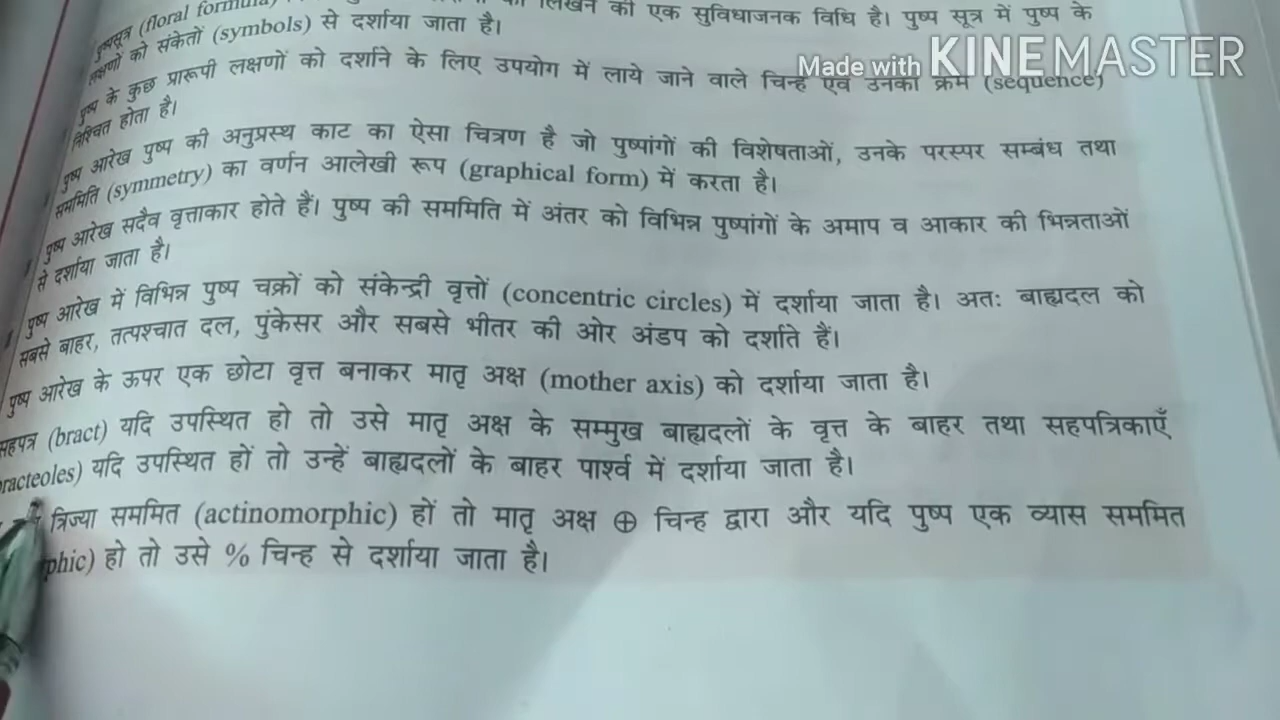 लिखने की एक सुविधाजनक विधि है। पुष्प सूत्र में पुष्प के
पुष्पसूत्र (floral formula)
लक्षणों को संकेतों (symbols) से दर्शाया जाता है।
Made with KINEMASTER
पुष्प के कुछ प्रारूपी लक्षणों को दर्शाने के लिए उपयोग में लाये जाने वाले चिन्ह एवं उनका क्रम (sequence)
निश्चित होता है।
पुष्प आरेख पुष्प की अनुप्रस्थ काट का ऐसा चित्रण है जो पुष्पांगों की विशेषताओं, उनके परस्पर सम्बंध तथा
सममिति (symmetry) का वर्णन आलेखी रूप (graphical form) में करता है।
पुष्प आरेख सदैव वृत्ताकार होते हैं। पुष्प की सममिति में अंतर को विभिन्न पुष्पांगों के अमाप व आकार की भिन्नताओं
से दर्शाया जाता है।
पुष्प आरेख में विभिन्न पुष्प चक्रों को संकेन्द्री वृत्तों (concentric circles) में दर्शाया जाता है। अतः बाह्यदल को
सबसे बाहर, तत्पश्चात दल, पुंकेसर और सबसे भीतर की ओर अंडप को दर्शाते हैं।
पुष्प आरेख के ऊपर एक छोटा वृत्त बनाकर मातृ अक्ष (mother axis) को दर्शाया जाता है।
सहपत्र (bract) यदि उपस्थित हो तो उसे मातृ अक्ष के सम्मुख बाह्यदलों के वृत्त के बाहर तथा सहपत्रिकाएँ
racteoles) यदि उपस्थित हों तो उन्हें बाह्यदलों के बाहर पार्श्व में दर्शाया जाता है।
त्रिज्या सममित (actinomorphic) हों तो मातृ अक्ष ⊕ चिन्ह द्वारा और यदि पुष्प एक व्यास सममित
phic) हो तो उसे % चिन्ह से दर्शाया जाता है।